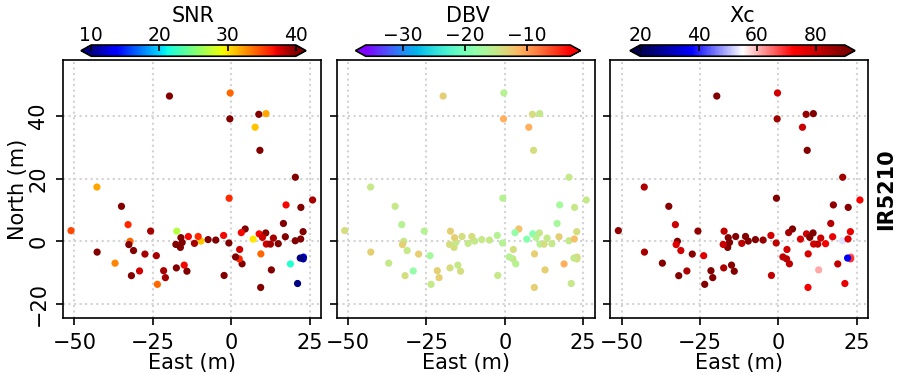 SNR DBV Xc
10 20 30 40 −30 −20 −10 20 40 60 80
40
20
0
−20
North (m)
IR5210
−50 −25 0 25 −50 −25 0 25 −50 −25 0 25
East (m) East (m) East (m)